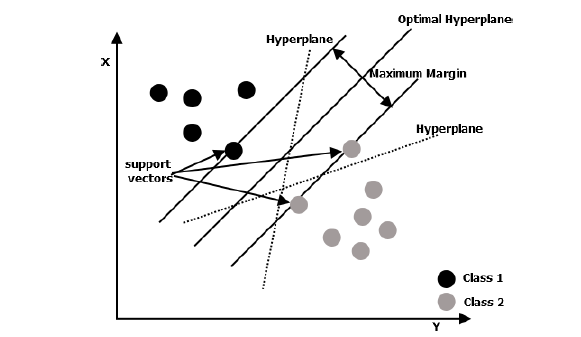 Optimal Hyperplane
Hyperplane
X
Maximum Margin
Hyperplane
support
vectors
Class 1
Class 2
Y